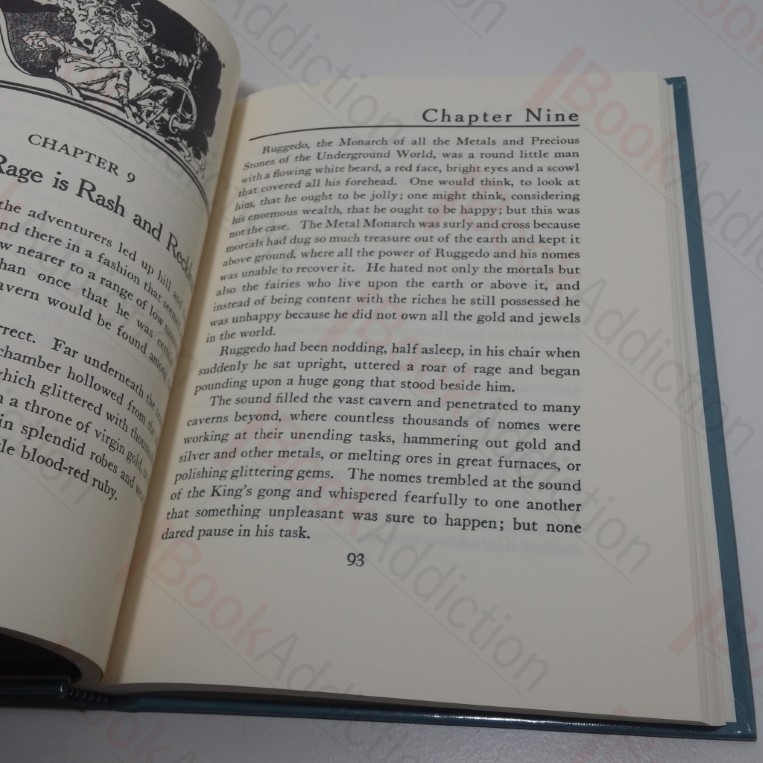 CHAPTER 9
Rage is Rash and Reckl
the adventurers led up hill and
nd there in a fashion that seemed
w nearer to a range of low
han once that he was
avern would be found among
rrect. Far underneath the
chamber hollowed from the
which glittered with
n a throne of virgin gold
in splendid robes and
le blood-red ruby.
Chapter Nine
Ruggedo, the Monarch of all the Metals and Precious
Stones of the Underground World, was a round little man
with a flowing white beard, a red face, bright eyes and a scowl
that covered all his forehead. One would think, to look at
him, that he ought to be jolly; one might think, considering
his enormous wealth, that he ought to be happy; but this was
not the case. The Metal Monarch was surly and cross because
mortals had dug so much treasure out of the earth and kept it
above ground, where all the power of Ruggedo and his nomes
was unable to recover it. He hated not only the mortals but
also the fairies who live upon the earth or above it, and
instead of being content with the riches he still possessed he
was unhappy because he did not own all the gold and jewels
in the world.
Ruggedo had been nodding, half asleep, in his chair when
suddenly he sat upright, uttered a roar of rage and began
pounding upon a huge gong that stood beside him.
The sound filled the vast cavern and penetrated to many
caverns beyond, where countless thousands of nomes were
working at their unending tasks, hammering out gold and
silver and other metals, or melting ores in great furnaces, or
polishing glittering gems. The nomes trembled at the sound
of the King's gong and whispered fearfully to one another
that something unpleasant was sure to happen; but none
dared pause in his task.
93
BookAddiction